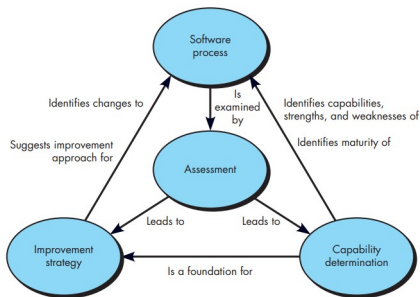 Software
process
Is
examined
by
Identifies changes to
Identifies capabilities,
strengths, and weaknesses of
Suggests improvement
approach for
Identifies maturity of
Assessment
Leads to
Leads to
Improvement
strategy
Capability
determination
Is a foundation for